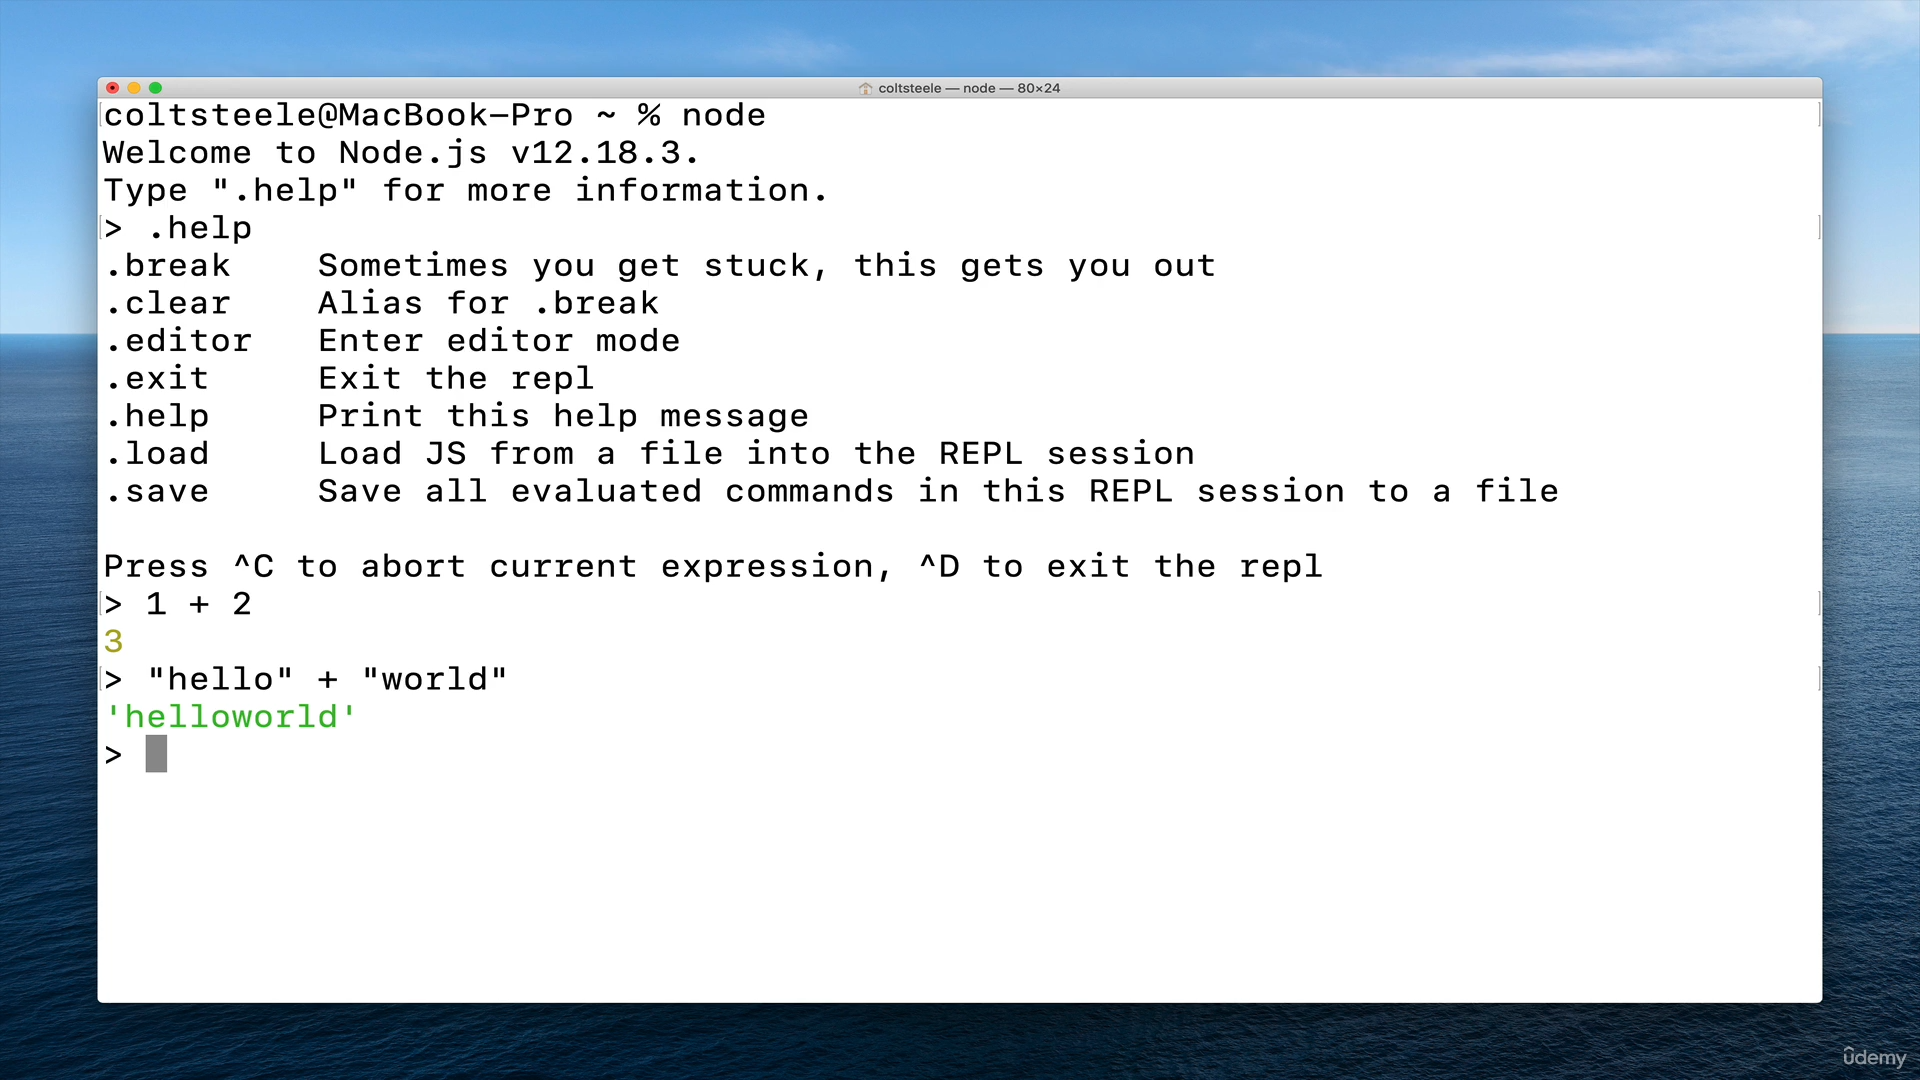 coltsteele — node — 80×24
coltsteele@MacBook-Pro ~ % node
Welcome to Node.js v12.18.3.
Type ".help" for more information.
> .help
.break    Sometimes you get stuck, this gets you out
.clear    Alias for .break
.editor   Enter editor mode
.exit     Exit the repl
.help     Print this help message
.load     Load JS from a file into the REPL session
.save     Save all evaluated commands in this REPL session to a file
Press ^C to abort current expression, ^D to exit the repl
> 1 + 2
3
> "hello" + "world"
'helloworld'
>
ûdemy